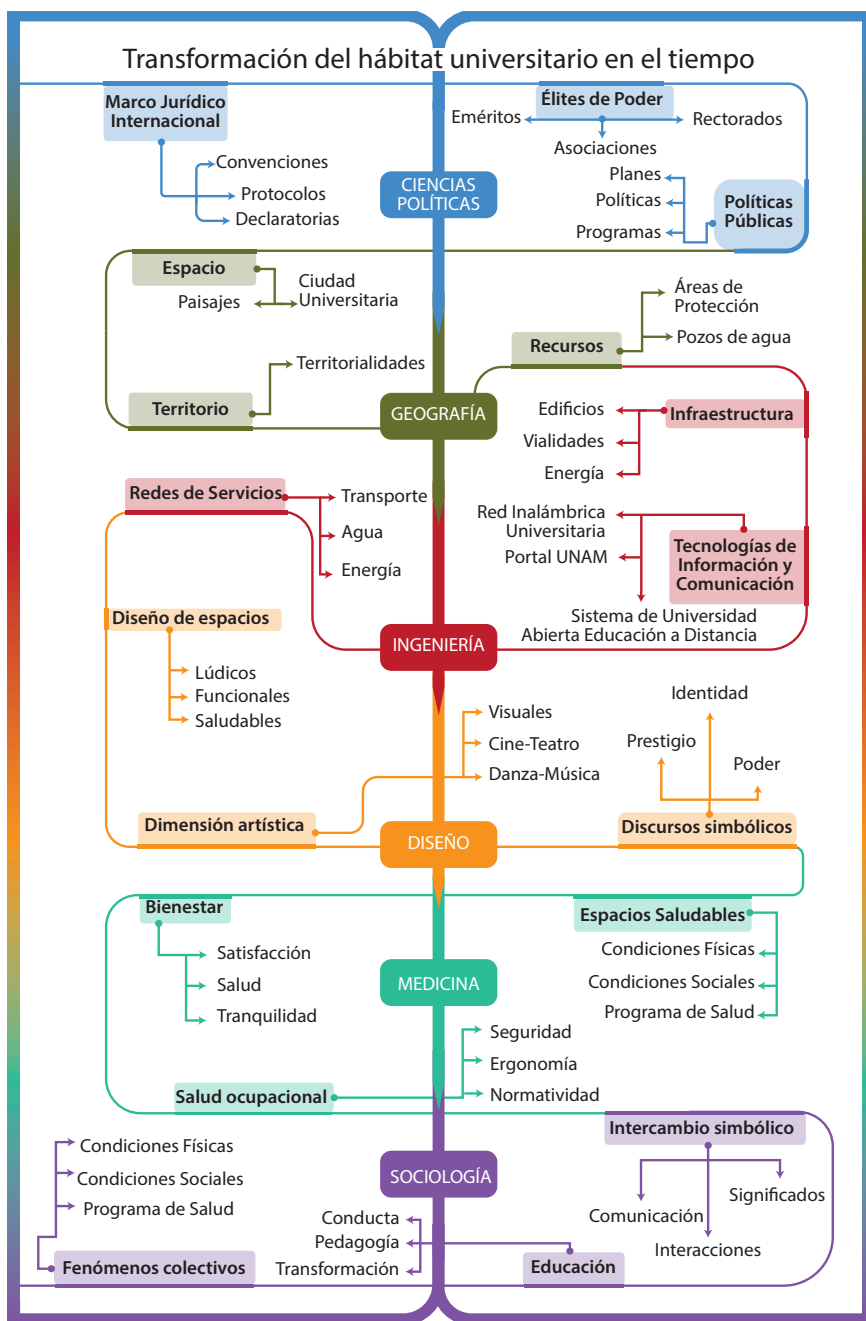 Transformación del hábitat universitario en el tiempo
Marco Jurídico
Internacional
Convenciones
Protocolos
Declaratorias
CIENCIAS
POLÍTICAS
Élites de Poder
Eméritos
Rectorados
Asociaciones
Planes
Políticas
Programas
Políticas
Públicas
Espacio
Paisajes
Ciudad
Universitaria
Territorialidades
Territorio
GEOGRAFÍA
Áreas de
Protección
Pozos de agua
Recursos
Edificios
Vialidades
Energía
Infraestructura
Redes de Servicios
Transporte
Agua
Energía
Red Inalámbrica
Universitaria
Portal UNAM
Tecnologías de
Información y
Comunicación
Sistema de Universidad
Abierta Educación a Distancia
INGENIERÍA
Diseño de espacios
Lúdicos
Funcionales
Saludables
Visuales
Cine-Teatro
Danza-Música
Identidad
Prestigio
Poder
Dimensión artística
DISEÑO
Discursos simbólicos
Bienestar
Satisfacción
Salud
Tranquilidad
Espacios Saludables
Condiciones Físicas
Condiciones Sociales
Programa de Salud
MEDICINA
Seguridad
Ergonomía
Normatividad
Salud ocupacional
Intercambio simbólico
Condiciones Físicas
Condiciones Sociales
Programa de Salud
SOCIOLOGÍA
Significados
Comunicación
Interacciones
Conducta
Pedagogía
Transformación
Fenómenos colectivos
Educación